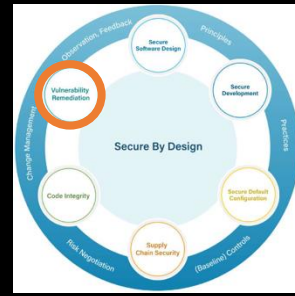 Observation, Feedback
Principles
Secure
Software Design
Vulnerability
Remediation
Secure
Development
Change Management
Practices
Secure By Design
Code Integrity
Secure Default
Configuration
Supply
Chain Security
Risk Negotiation
(Baseline) Controls